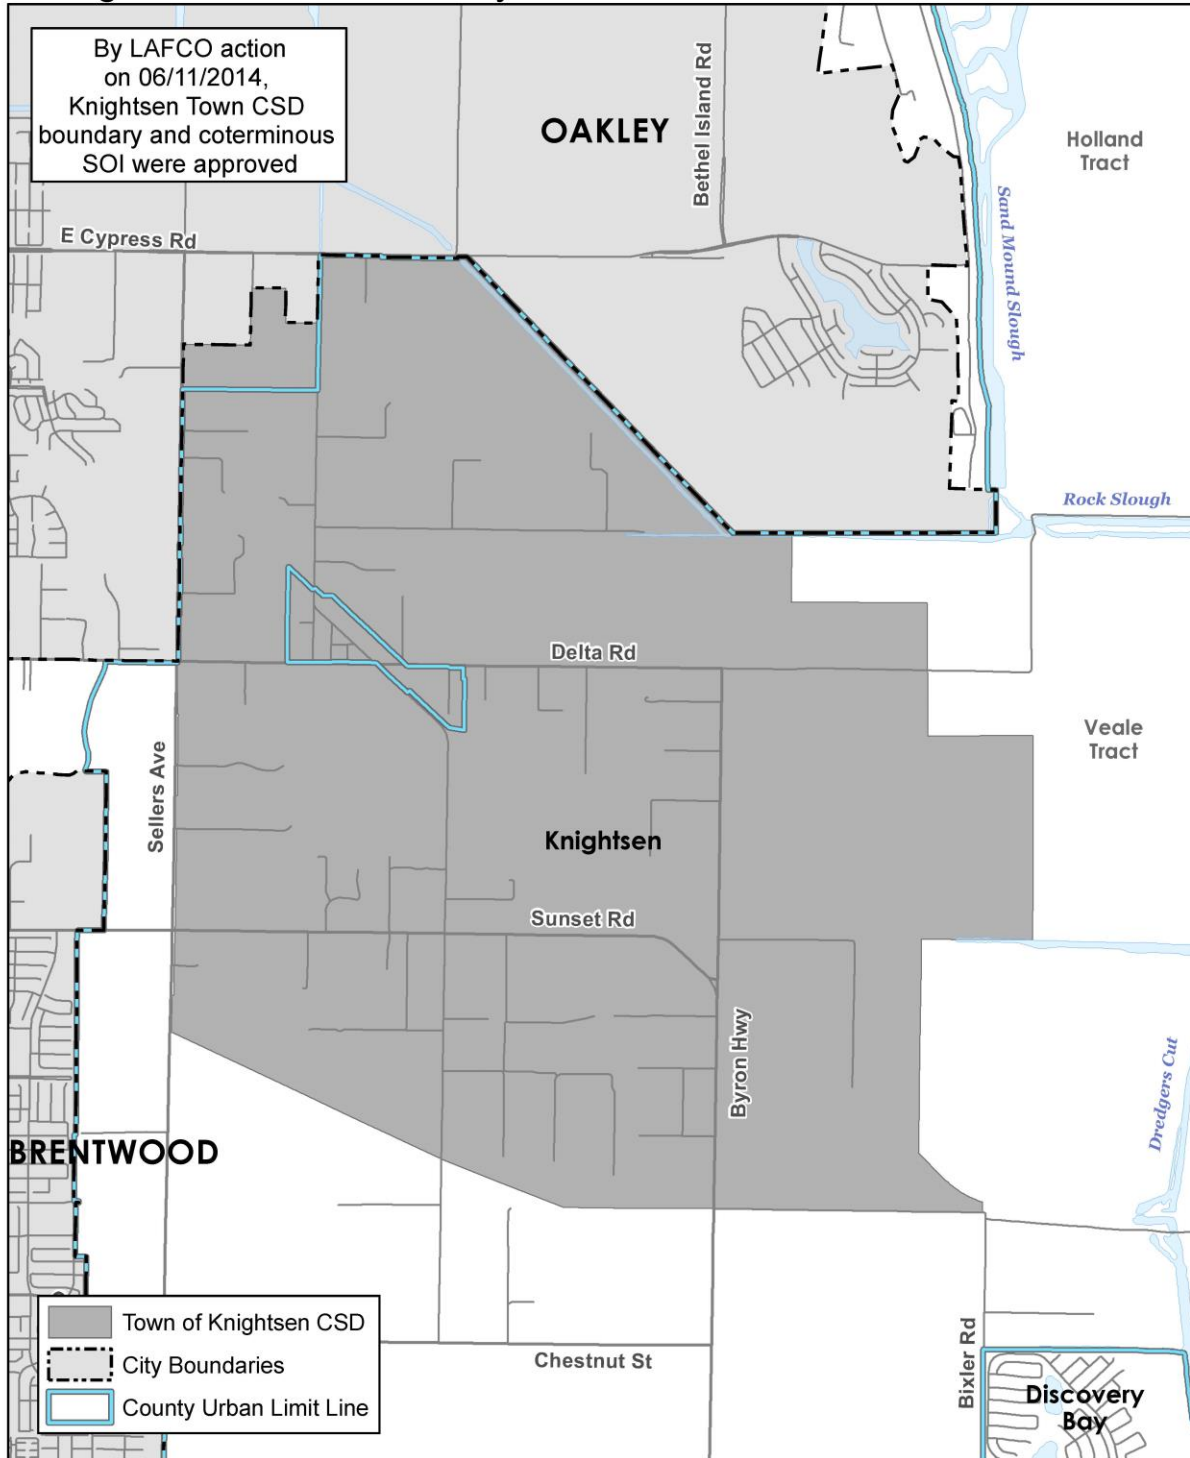 By LAFCO action
on 06/11/2014,
Knightsen Town CSD
boundary and coterminous
SOI were approved
OAKLEY
Bethel Island Rd
Holland
Tract
E Cypress Rd
Sand Mound Slough
Rock Slough
Delta Rd
Veale
Tract
Sellers Ave
Knightsen
Sunset Rd
Byron Hwy
Dredgers Cut
BRENTWOOD
Town of Knightsen CSD
City Boundaries
County Urban Limit Line
Chestnut St
Bixler Rd
Discovery
Bay